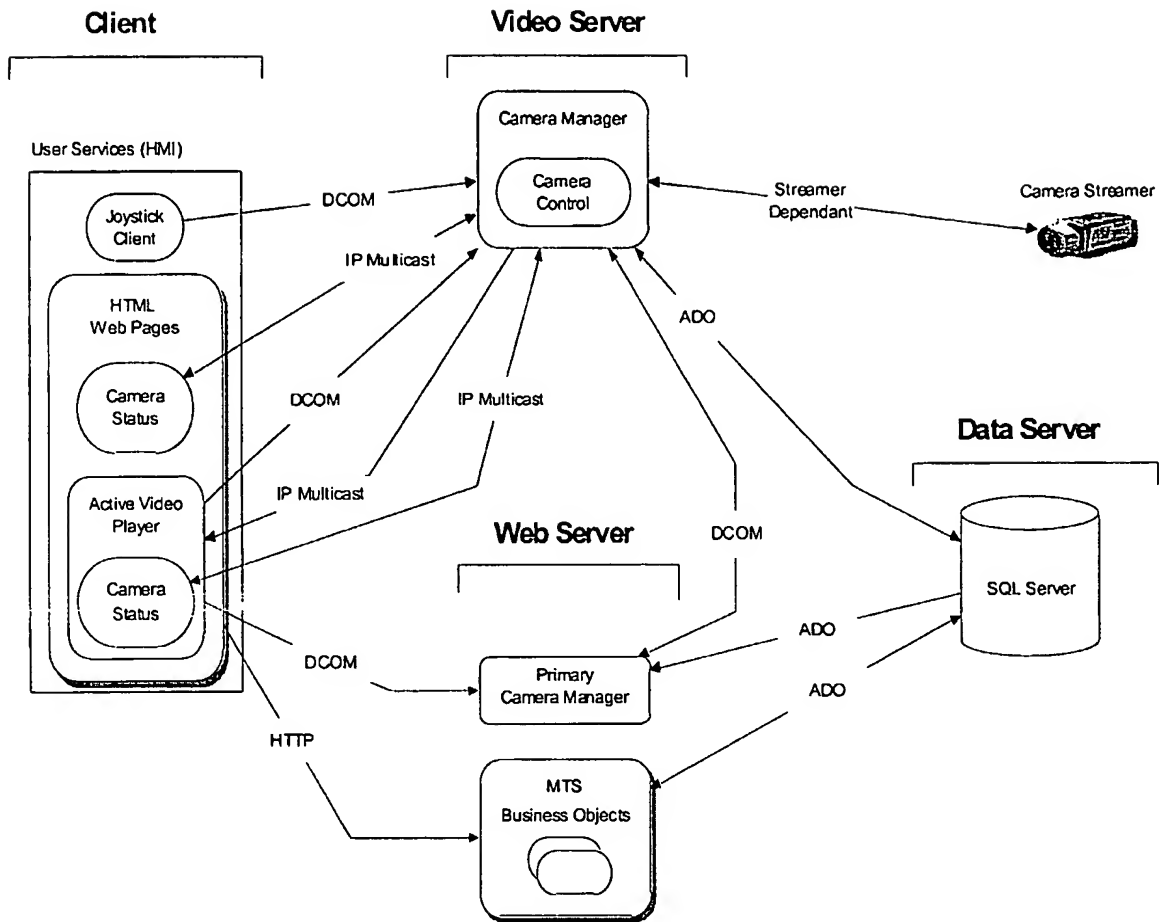 Client
Video Server
Camera Manager
User Services (HMI)
DCOM
Camera
Control
Streamer
Dependant
Camera Streamer
Joystick
Client
IP Multicast
HTML
Web Pages
ADO
Camera
Status
DCOM
IP Multicast
Data Server
Active Video
Player
IP Multicast
Web Server
DCOM
Camera
Status
SQL Server
ADO
DCOM
Primary
Camera Manager
ADO
HTTP
MTS
Business Objects